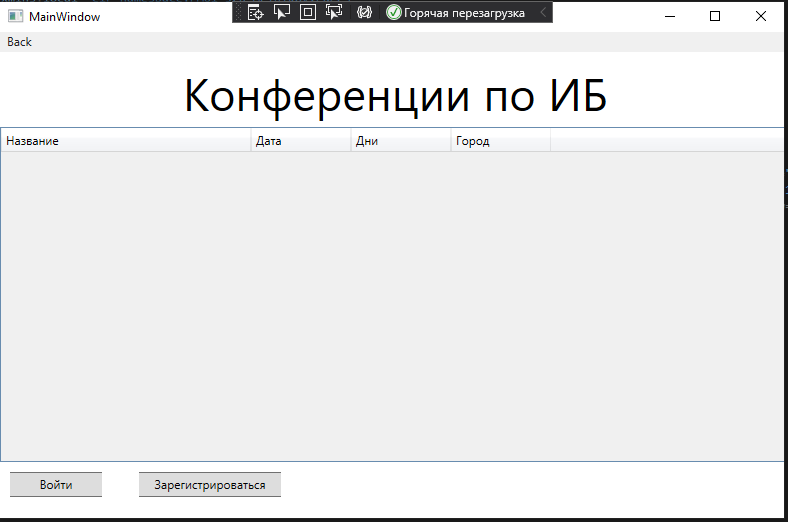 MainWindow
Горячая перезагрузка
Back
Конференции по ИБ
Название Дата Дни Город
Войти Зарегистрироваться